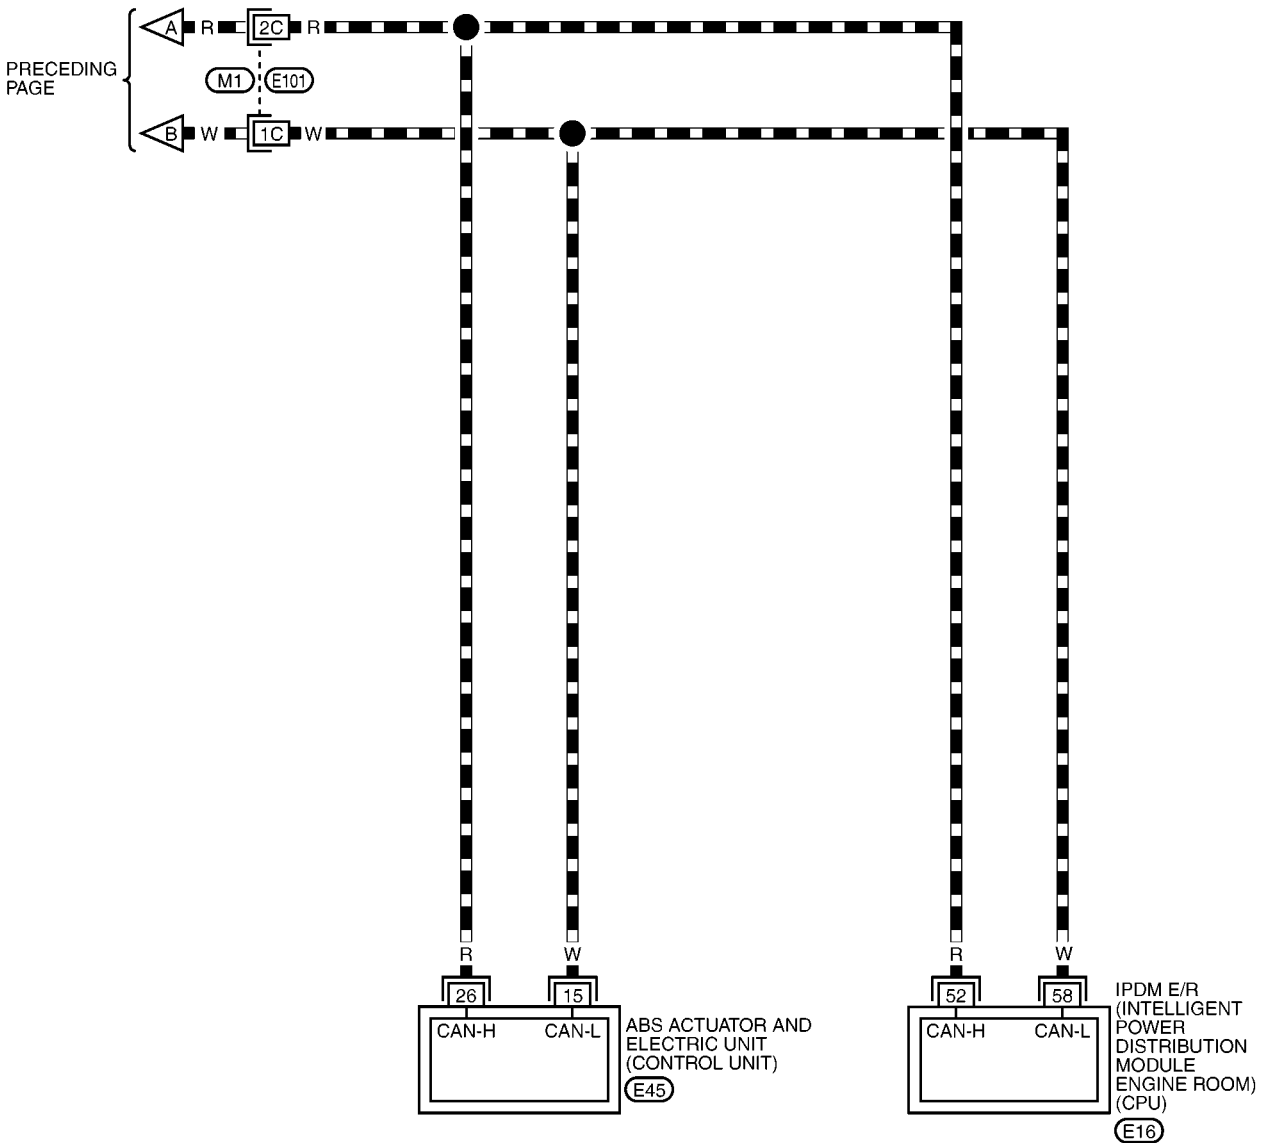 A R 2C R
PRECEDING
PAGE
M1 E101
B W 1C W
R W R W
26 15 52 58
CAN-H CAN-L
ABS ACTUATOR AND
ELECTRIC UNIT
(CONTROL UNIT)
E45
CAN-H CAN-L
IPDM E/R
(INTELLIGENT
POWER
DISTRIBUTION
MODULE
ENGINE ROOM)
(CPU)
E16